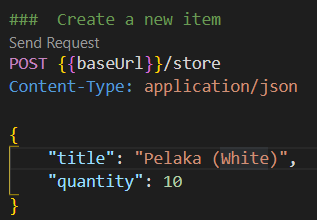 ###  Create a new item
Send Request
POST {{baseUrl}}/store
Content-Type: application/json
{
    "title": "Pelaka (White)",
    "quantity": 10
}